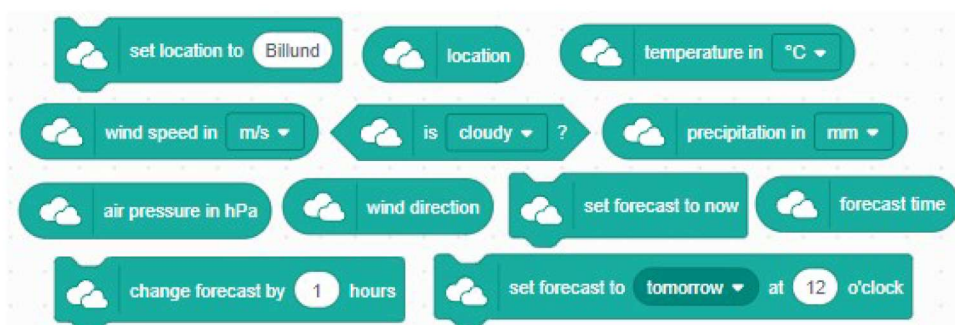 set location to Billund
location
temperature in °C
wind speed in m/s
is cloudy ?
precipitation in mm
air pressure in hPa
wind direction
set forecast to now
forecast time
change forecast by 1 hours
set forecast to tomorrow at 12 o'clock